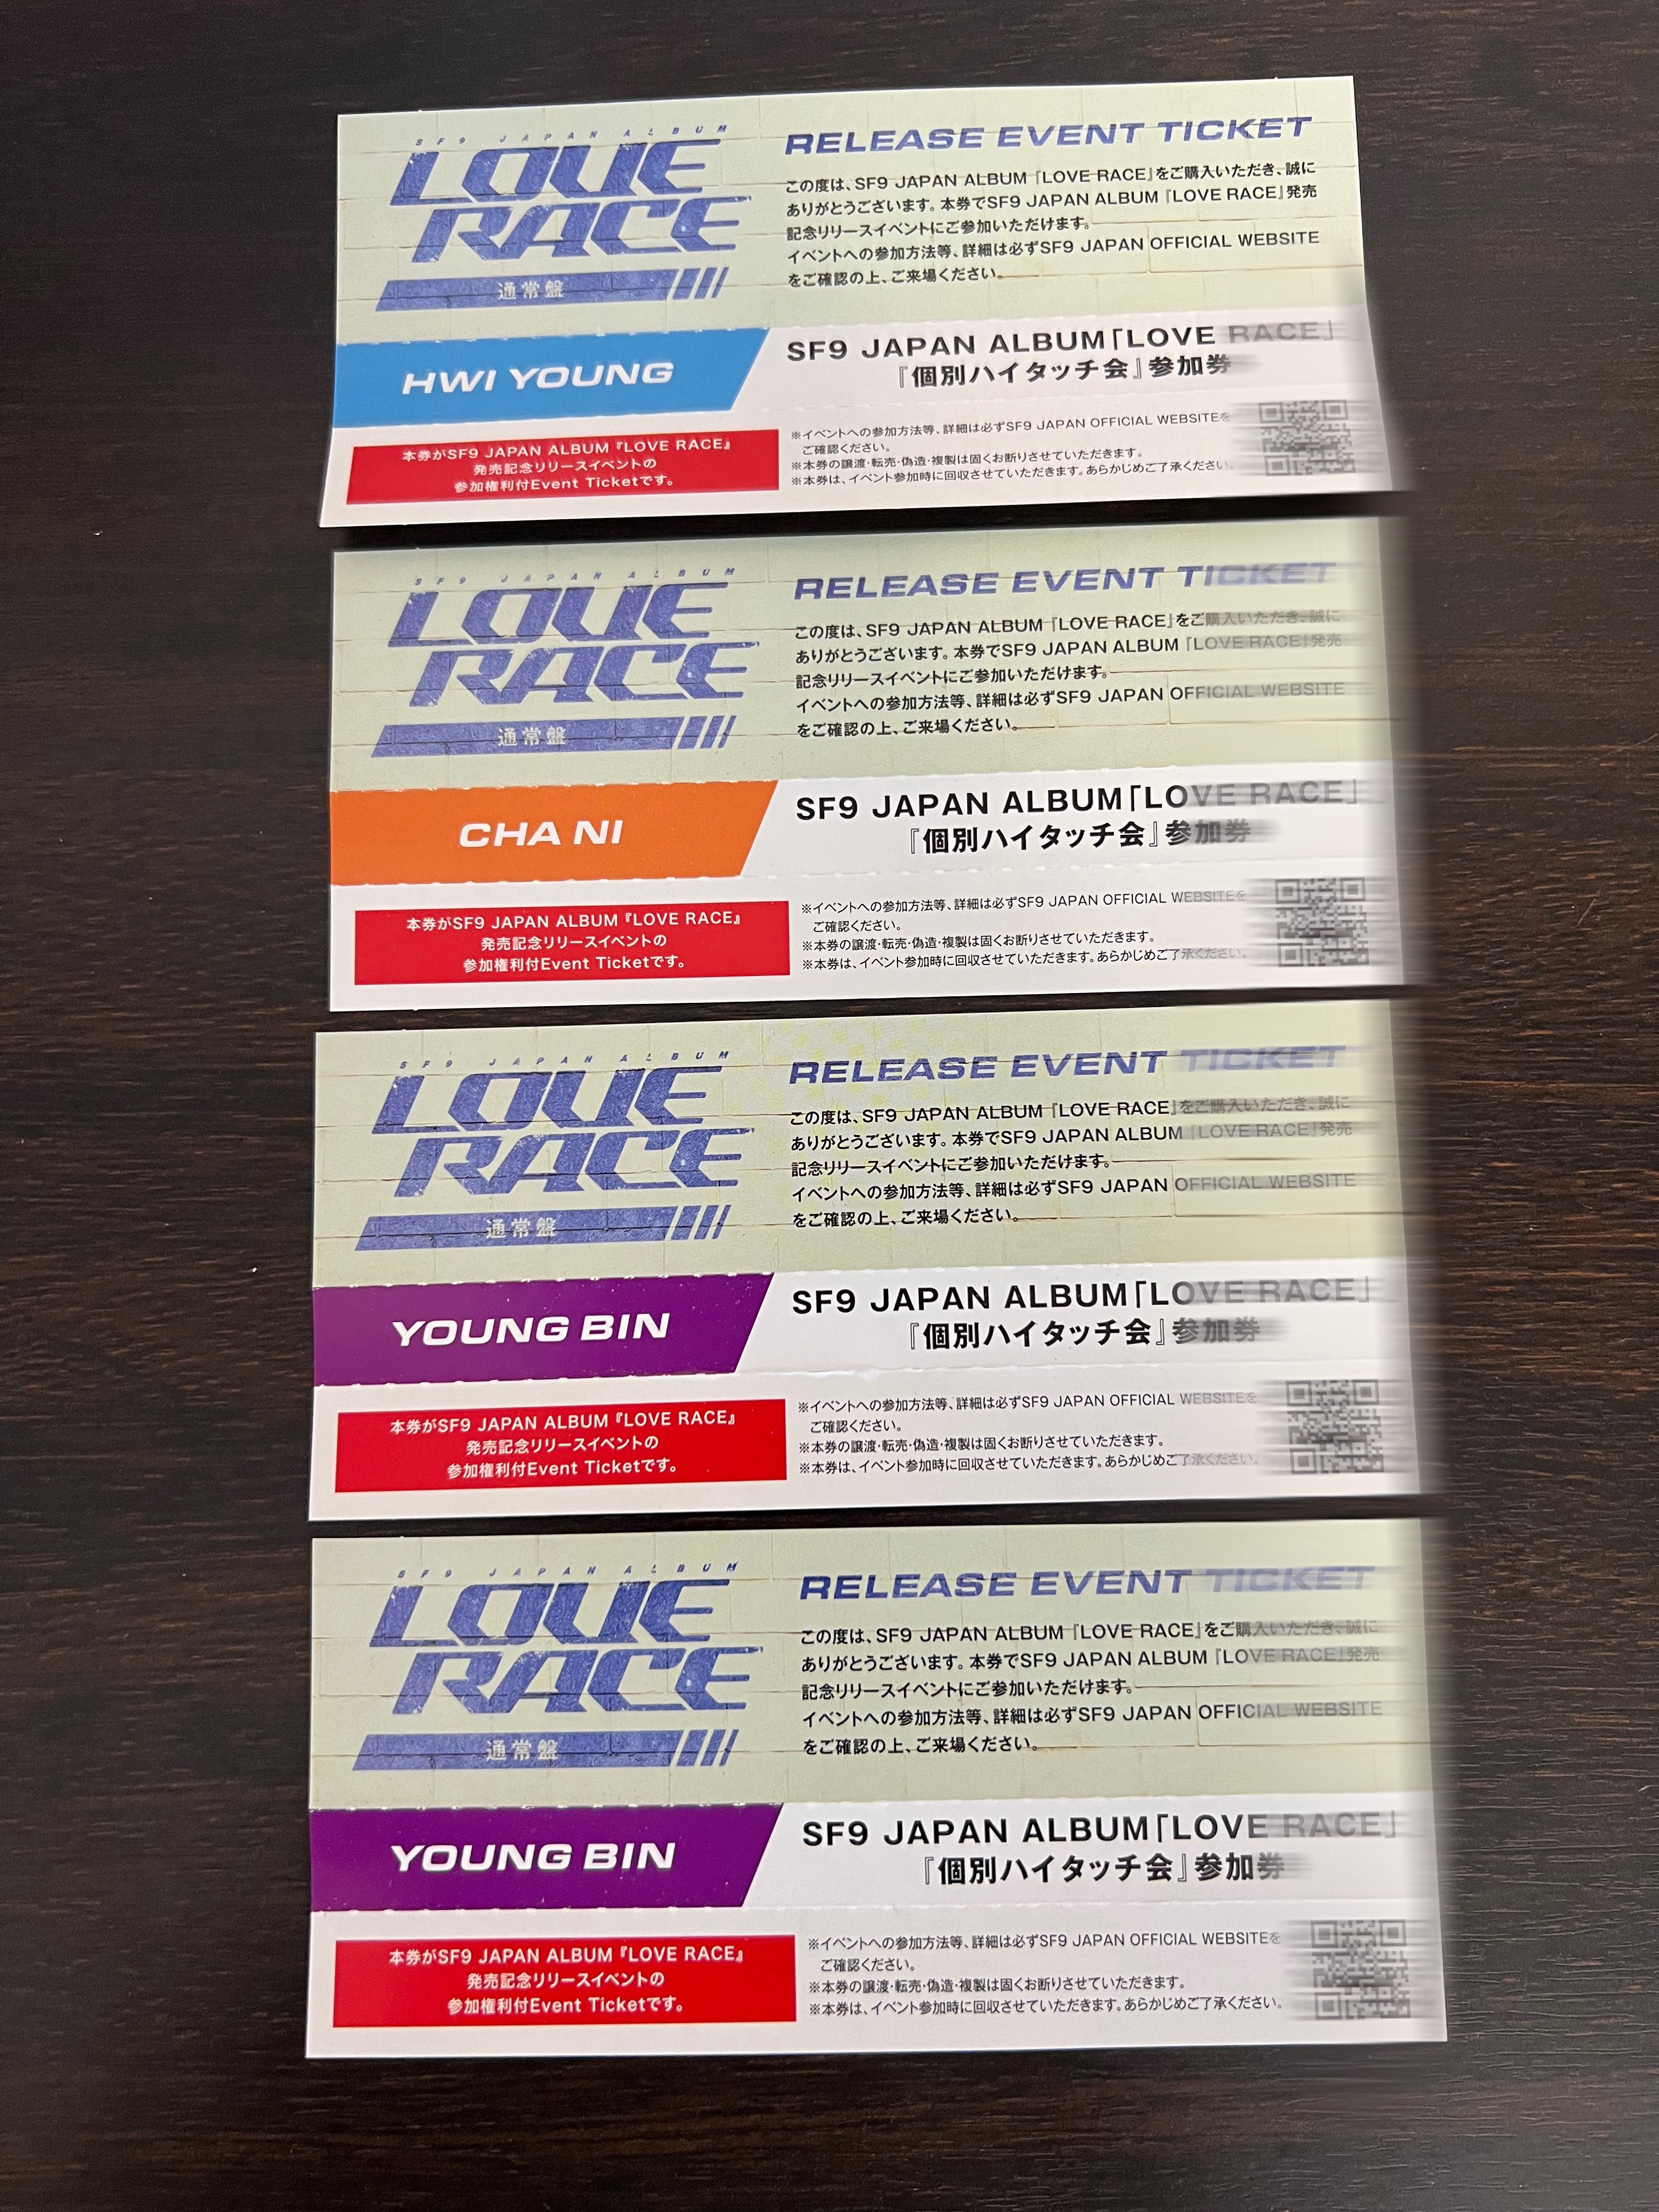 SF9 JAPAN ALBUM
LOVE
RACE
通常盤
RELEASE EVENT TICKET
この度は、SF9 JAPAN ALBUM『LOVE RACE』をご購入いただき、誠に
ありがとうございます。本券でSF9 JAPAN ALBUM『LOVE RACE』発売
記念リリースイベントにご参加いただけます。
イベントへの参加方法等、詳細は必ずSF9 JAPAN OFFICIAL WEBSITE
をご確認の上、ご来場ください。
HWI YOUNG
SF9 JAPAN ALBUM「LOVE RACE」
『個別ハイタッチ会』参加券
本券がSF9 JAPAN ALBUM『LOVE RACE』
発売記念リリースイベントの
参加権利付Event Ticketです。
※イベントへの参加方法等、詳細は必ずSF9 JAPAN OFFICIAL WEBSITEを
ご確認ください。
※本券の譲渡・転売・偽造・複製は固くお断りさせていただきます。
※本券は、イベント参加時に回収させていただきます。あらかじめご了承ください。
SF9 JAPAN ALBUM
LOVE
RACE
通常盤
RELEASE EVENT TICKET
この度は、SF9 JAPAN ALBUM『LOVE RACE』をご購入いただき、誠に
ありがとうございます。本券でSF9 JAPAN ALBUM『LOVE RACE』発売
記念リリースイベントにご参加いただけます。
イベントへの参加方法等、詳細は必ずSF9 JAPAN OFFICIAL WEBSITE
をご確認の上、ご来場ください。
CHA NI
SF9 JAPAN ALBUM「LOVE RACE」
『個別ハイタッチ会』参加券
本券がSF9 JAPAN ALBUM『LOVE RACE』
発売記念リリースイベントの
参加権利付Event Ticketです。
※イベントへの参加方法等、詳細は必ずSF9 JAPAN OFFICIAL WEBSITEを
ご確認ください。
※本券の譲渡・転売・偽造・複製は固くお断りさせていただきます。
※本券は、イベント参加時に回収させていただきます。あらかじめご了承ください。
SF9 JAPAN ALBUM
LOVE
RACE
通常盤
RELEASE EVENT TICKET
この度は、SF9 JAPAN ALBUM『LOVE RACE』をご購入いただき、誠に
ありがとうございます。本券でSF9 JAPAN ALBUM『LOVE RACE』発売
記念リリースイベントにご参加いただけます。
イベントへの参加方法等、詳細は必ずSF9 JAPAN OFFICIAL WEBSITE
をご確認の上、ご来場ください。
YOUNG BIN
SF9 JAPAN ALBUM「LOVE RACE」
『個別ハイタッチ会』参加券
本券がSF9 JAPAN ALBUM『LOVE RACE』
発売記念リリースイベントの
参加権利付Event Ticketです。
※イベントへの参加方法等、詳細は必ずSF9 JAPAN OFFICIAL WEBSITEを
ご確認ください。
※本券の譲渡・転売・偽造・複製は固くお断りさせていただきます。
※本券は、イベント参加時に回収させていただきます。あらかじめご了承ください。
SF9 JAPAN ALBUM
LOVE
RACE
通常盤
RELEASE EVENT TICKET
この度は、SF9 JAPAN ALBUM『LOVE RACE』をご購入いただき、誠に
ありがとうございます。本券でSF9 JAPAN ALBUM『LOVE RACE』発売
記念リリースイベントにご参加いただけます。
イベントへの参加方法等、詳細は必ずSF9 JAPAN OFFICIAL WEBSITE
をご確認の上、ご来場ください。
YOUNG BIN
SF9 JAPAN ALBUM「LOVE RACE」
『個別ハイタッチ会』参加券
本券がSF9 JAPAN ALBUM『LOVE RACE』
発売記念リリースイベントの
参加権利付Event Ticketです。
※イベントへの参加方法等、詳細は必ずSF9 JAPAN OFFICIAL WEBSITEを
ご確認ください。
※本券の譲渡・転売・偽造・複製は固くお断りさせていただきます。
※本券は、イベント参加時に回収させていただきます。あらかじめご了承ください。